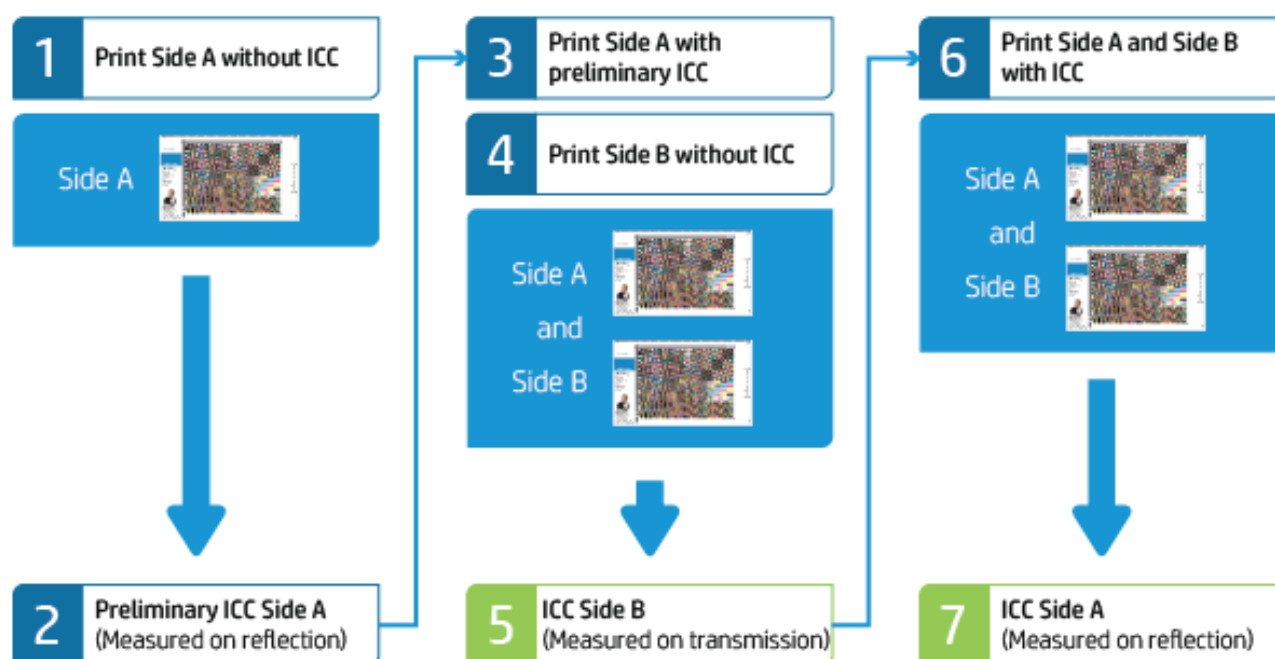 1
Print Side A without ICC
Side A
2
Preliminary ICC Side A
(Measured on reflection)
3
Print Side A with
preliminary ICC
4
Print Side B without ICC
Side A
and
Side B
5
ICC Side B
(Measured on transmission)
6
Print Side A and Side B
with ICC
Side A
and
Side B
7
ICC Side A
(Measured on reflection)